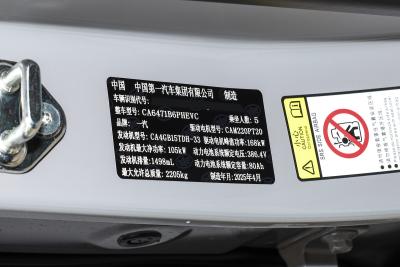 中国 中国第一汽车集团有限公司 制造
车辆识别代号:
整车型号: CA6471B6PHEVC 乘坐人数: 5
品牌: 一汽 驱动电机型号: CAM220PT20
发动机型号: CA4GB15TDH-33 驱动电机峰值功率: 168kW
发动机最大净功率: 105kW 动力电池系统额定电压: 386.4V
发动机排量: 1498mL 动力电池系统额定容量: 80Ah
最大允许总质量: 2205kg 制造年月: 2025年4月
小心
SRS SIDE AIRBAG